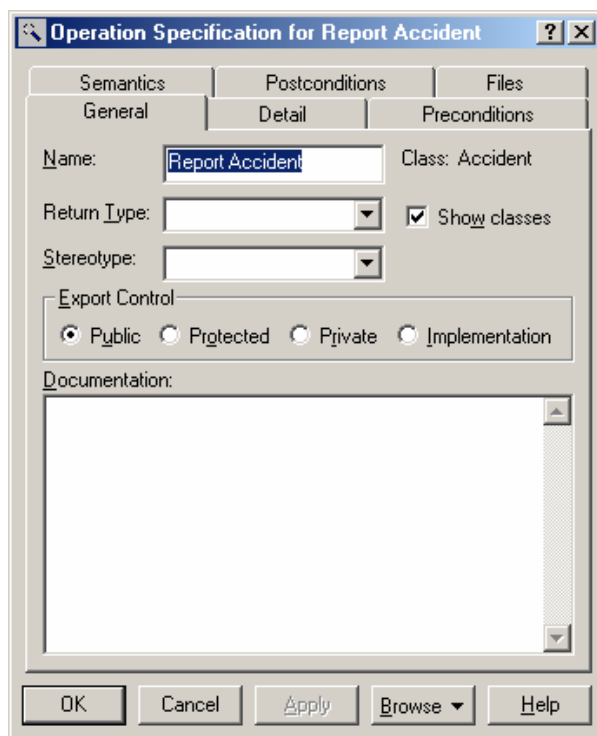 Operation Specification for Report Accident
Semantics Postconditions Files
General Detail Preconditions
Name: Report Accident Class: Accident
Return Type: Show classes
Stereotype:
Export Control
Public Protected Private Implementation
Documentation:
OK Cancel Apply Browse Help